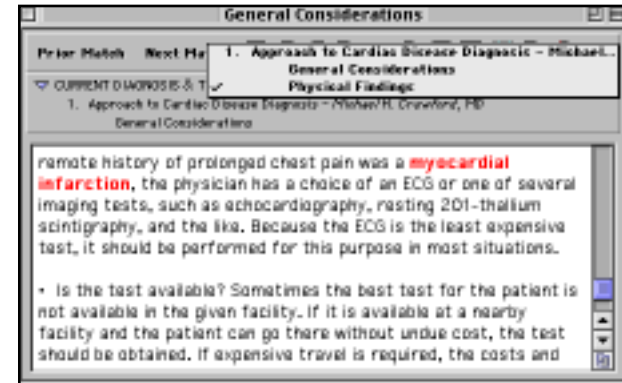 General Considerations
Prior Match Next Ma
1. Approach to Cardiac Disease Diagnosis – Michael...
General Considerations
✓ Physical Findings
CURRENT DIAGNOSIS & T
1. Approach to Cardiac Disease Diagnosis – Michael H. Crawford, MD
General Considerations
remote history of prolonged chest pain was a myocardial
infarction, the physician has a choice of an ECG or one of several
imaging tests, such as echocardiography, resting 201-thallium
scintigraphy, and the like. Because the ECG is the least expensive
test, it should be performed for this purpose in most situations.
• Is the test available? Sometimes the best test for the patient is
not available in the given facility. If it is available at a nearby
facility and the patient can go there without undue cost, the test
should be obtained. If expensive travel is required, the costs and